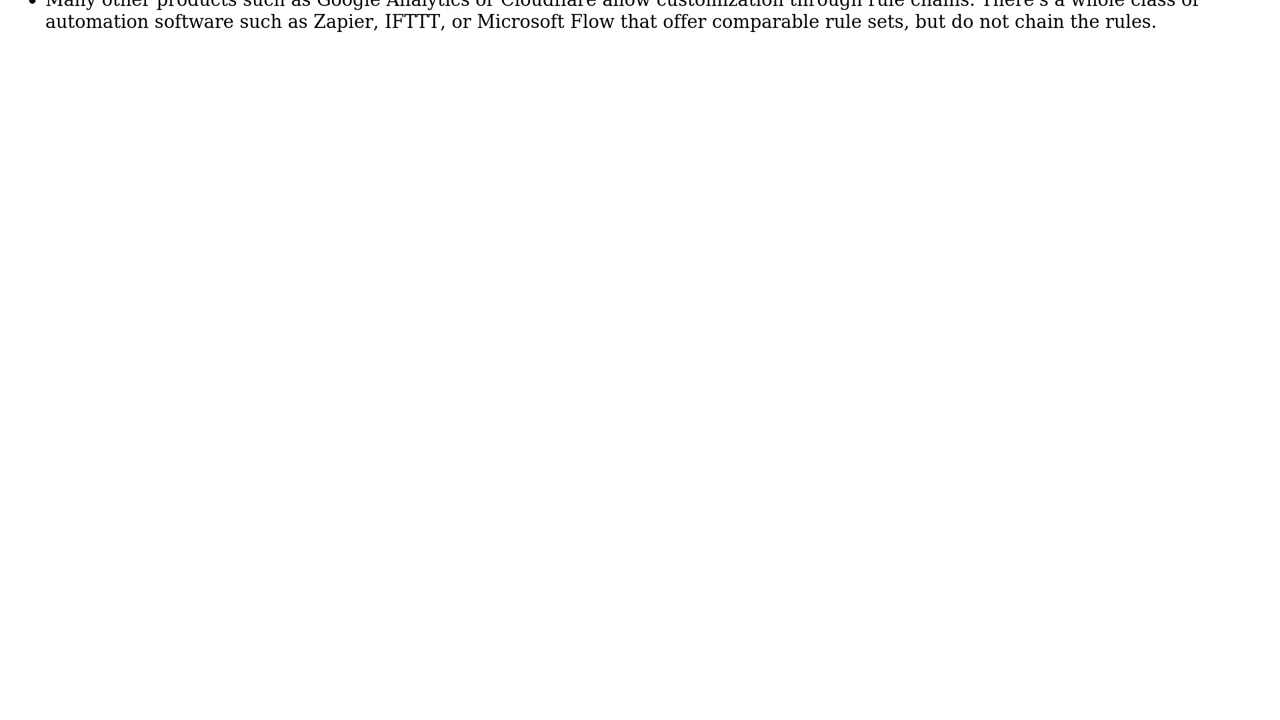 • Many other products such as Google Analytics or Cloudflare allow customization through rule chains. There's a whole class of
automation software such as Zapier, IFTTT, or Microsoft Flow that offer comparable rule sets, but do not chain the rules.